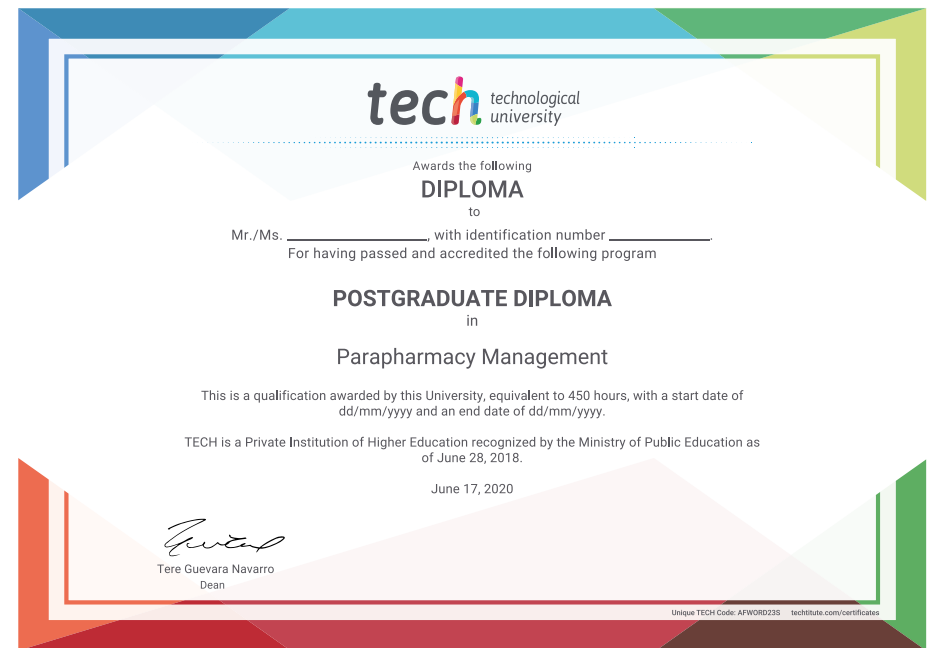 tech technological
university
Awards the following
DIPLOMA
to
Mr./Ms. ____________________, with identification number ______________.
For having passed and accredited the following program
POSTGRADUATE DIPLOMA
in
Parapharmacy Management
This is a qualification awarded by this University, equivalent to 450 hours, with a start date of
dd/mm/yyyy and an end date of dd/mm/yyyy.
TECH is a Private Institution of Higher Education recognized by the Ministry of Public Education as
of June 28, 2018.
June 17, 2020
Tere Guevara Navarro
Dean
Unique TECH Code: AFWORD23S techtitute.com/certificates